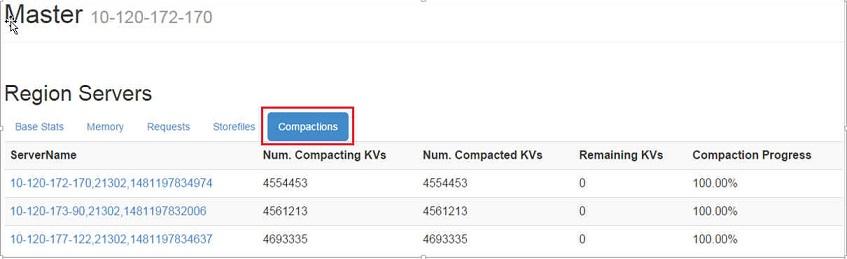 Master 10-120-172-170
Region Servers
Base Stats Memory Requests Storefiles Compactions
ServerName Num. Compacting KVs Num. Compacted KVs Remaining KVs Compaction Progress
10-120-172-170,21302,1481197834974 4554453 4554453 0 100.00%
10-120-173-90,21302,1481197832006 4561213 4561213 0 100.00%
10-120-177-122,21302,1481197834637 4693335 4693335 0 100.00%